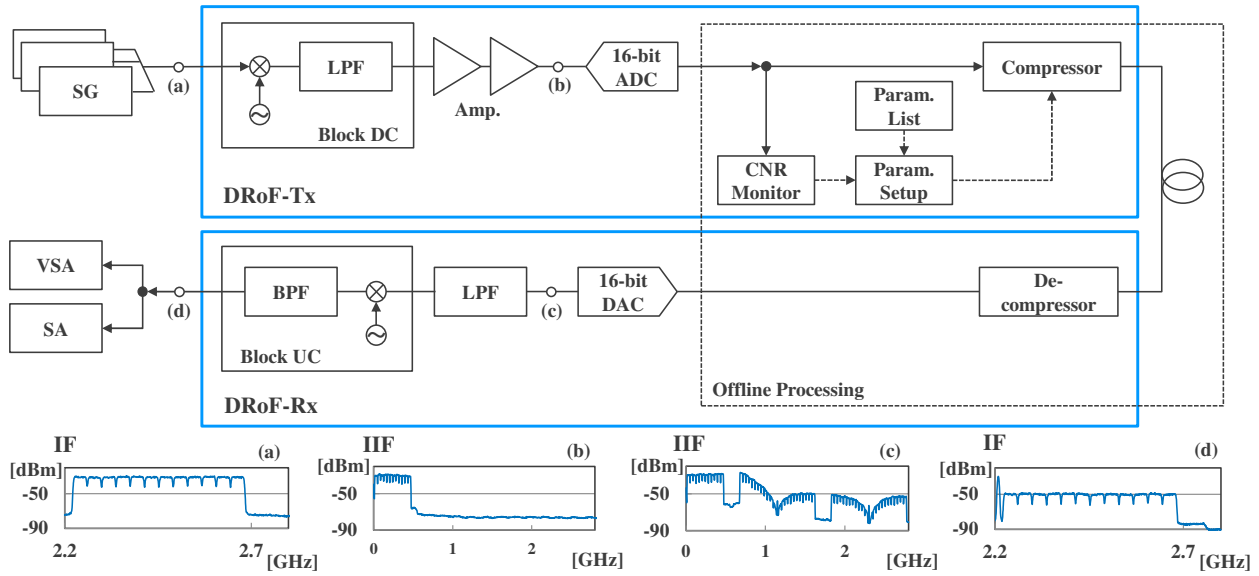 SG
(a)
LPF
Block DC
Amp.
(b)
16-bit
ADC
Compressor
Param.
List
CNR
Monitor
Param.
Setup
DRoF-Tx
VSA
SA
(d)
BPF
Block UC
LPF
(c)
16-bit
DAC
De-
compressor
Offline Processing
DRoF-Rx
IF
(a)
[dBm]
-50
-90
2.2
2.7
[GHz]
IIF
(b)
[dBm]
-50
-90
0
1
2
[GHz]
IIF
(c)
[dBm]
-50
-90
0
1
2
[GHz]
IF
(d)
[dBm]
-50
-90
2.2
2.7
[GHz]